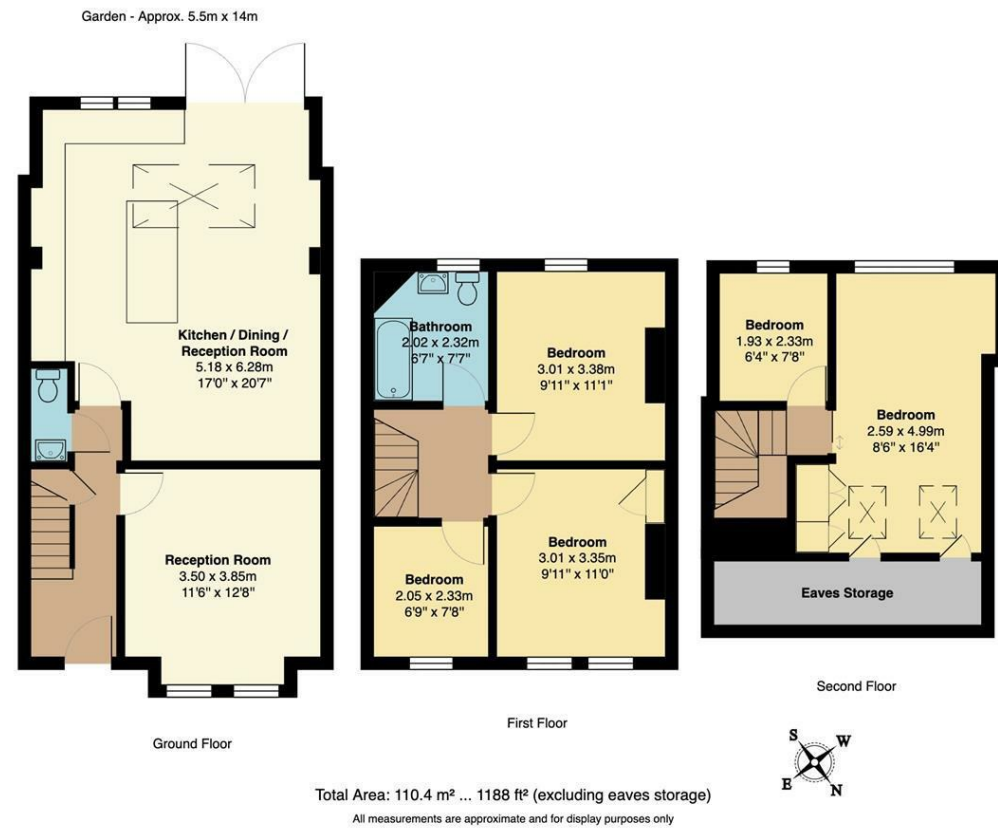 Garden - Approx. 5.5m x 14m
Kitchen / Dining /
Reception Room
5.18 x 6.28m
17'0" x 20'7"
Reception Room
3.50 x 3.85m
11'6" x 12'8"
Ground Floor
Bathroom
2.02 x 2.32m
6'7" x 7'7"
Bedroom
3.01 x 3.38m
9'11" x 11'1"
Bedroom
3.01 x 3.35m
9'11" x 11'0"
Bedroom
2.05 x 2.33m
6'9" x 7'8"
First Floor
Bedroom
1.93 x 2.33m
6'4" x 7'8"
Bedroom
2.59 x 4.99m
8'6" x 16'4"
Eaves Storage
Second Floor
S
W
E
N
Total Area: 110.4 m² ... 1188 ft² (excluding eaves storage)
All measurements are approximate and for display purposes only